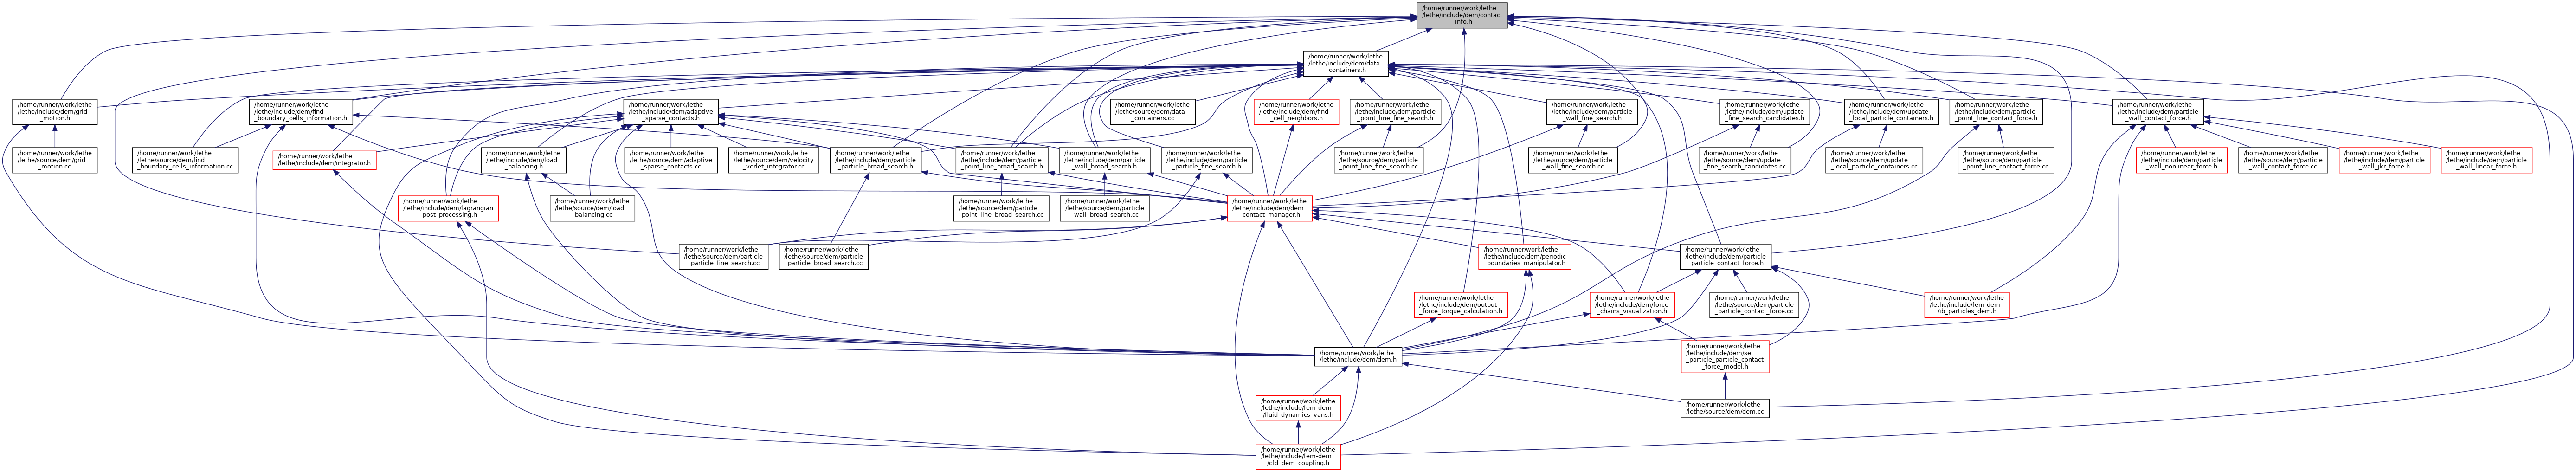 /home/runner/work/lethe
/lethe/include/dem/contact
_info.h
/home/runner/work/lethe
/lethe/include/dem/data
_containers.h
/home/runner/work/lethe
/lethe/include/dem/grid
_motion.h
/home/runner/work/lethe
/lethe/include/dem/find
_boundary_cells_information.h
/home/runner/work/lethe
/lethe/include/dem/adaptive
_sparse_contacts.h
/home/runner/work/lethe
/lethe/source/dem/data
_containers.cc
/home/runner/work/lethe
/lethe/include/dem/find
_cell_neighbors.h
/home/runner/work/lethe
/lethe/include/dem/particle
_point_line_fine_search.h
/home/runner/work/lethe
/lethe/include/dem/particle
_wall_fine_search.h
/home/runner/work/lethe
/lethe/include/dem/update
_fine_search_candidates.h
/home/runner/work/lethe
/lethe/include/dem/update
_local_particle_containers.h
/home/runner/work/lethe
/lethe/include/dem/particle
_point_line_contact_force.h
/home/runner/work/lethe
/lethe/include/dem/particle
_wall_contact_force.h
/home/runner/work/lethe
/lethe/source/dem/grid
_motion.cc
/home/runner/work/lethe
/lethe/source/dem/find
_boundary_cells_information.cc
/home/runner/work/lethe
/lethe/include/dem/integrator.h
/home/runner/work/lethe
/lethe/include/dem/load
_balancing.h
/home/runner/work/lethe
/lethe/source/dem/adaptive
_sparse_contacts.cc
/home/runner/work/lethe
/lethe/source/dem/velocity
_verlet_integrator.cc
/home/runner/work/lethe
/lethe/include/dem/particle
_particle_broad_search.h
/home/runner/work/lethe
/lethe/include/dem/particle
_point_line_broad_search.h
/home/runner/work/lethe
/lethe/include/dem/particle
_wall_broad_search.h
/home/runner/work/lethe
/lethe/include/dem/particle
_particle_fine_search.h
/home/runner/work/lethe
/lethe/source/dem/particle
_point_line_fine_search.cc
/home/runner/work/lethe
/lethe/source/dem/particle
_wall_fine_search.cc
/home/runner/work/lethe
/lethe/source/dem/update
_fine_search_candidates.cc
/home/runner/work/lethe
/lethe/source/dem/update
_local_particle_containers.cc
/home/runner/work/lethe
/lethe/source/dem/particle
_point_line_contact_force.cc
/home/runner/work/lethe
/lethe/include/dem/particle
_wall_nonlinear_force.h
/home/runner/work/lethe
/lethe/source/dem/particle
_wall_contact_force.cc
/home/runner/work/lethe
/lethe/include/dem/particle
_wall_jkr_force.h
/home/runner/work/lethe
/lethe/include/dem/particle
_wall_linear_force.h
/home/runner/work/lethe
/lethe/include/dem/lagrangian
_post_processing.h
/home/runner/work/lethe
/lethe/source/dem/load
_balancing.cc
/home/runner/work/lethe
/lethe/source/dem/particle
_point_line_broad_search.cc
/home/runner/work/lethe
/lethe/source/dem/particle
_wall_broad_search.cc
/home/runner/work/lethe
/lethe/include/dem/dem
_contact_manager.h
/home/runner/work/lethe
/lethe/source/dem/particle
_particle_fine_search.cc
/home/runner/work/lethe
/lethe/source/dem/particle
_particle_broad_search.cc
/home/runner/work/lethe
/lethe/include/dem/periodic
_boundaries_manipulator.h
/home/runner/work/lethe
/lethe/include/dem/particle
_particle_contact_force.h
/home/runner/work/lethe
/lethe/include/dem/output
_force_torque_calculation.h
/home/runner/work/lethe
/lethe/include/dem/force
_chains_visualization.h
/home/runner/work/lethe
/lethe/source/dem/particle
_particle_contact_force.cc
/home/runner/work/lethe
/lethe/include/fem-dem
/ib_particles_dem.h
/home/runner/work/lethe
/lethe/include/dem/dem.h
/home/runner/work/lethe
/lethe/include/dem/set
_particle_particle_contact
_force_model.h
/home/runner/work/lethe
/lethe/include/fem-dem
/fluid_dynamics_vans.h
/home/runner/work/lethe
/lethe/source/dem/dem.cc
/home/runner/work/lethe
/lethe/include/fem-dem
/cfd_dem_coupling.h